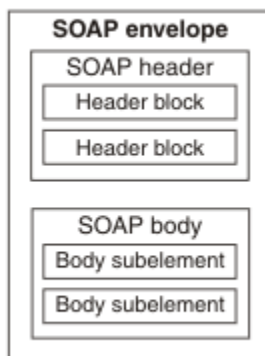 SOAP envelope
SOAP header
Header block
Header block
SOAP body
Body subelement
Body subelement